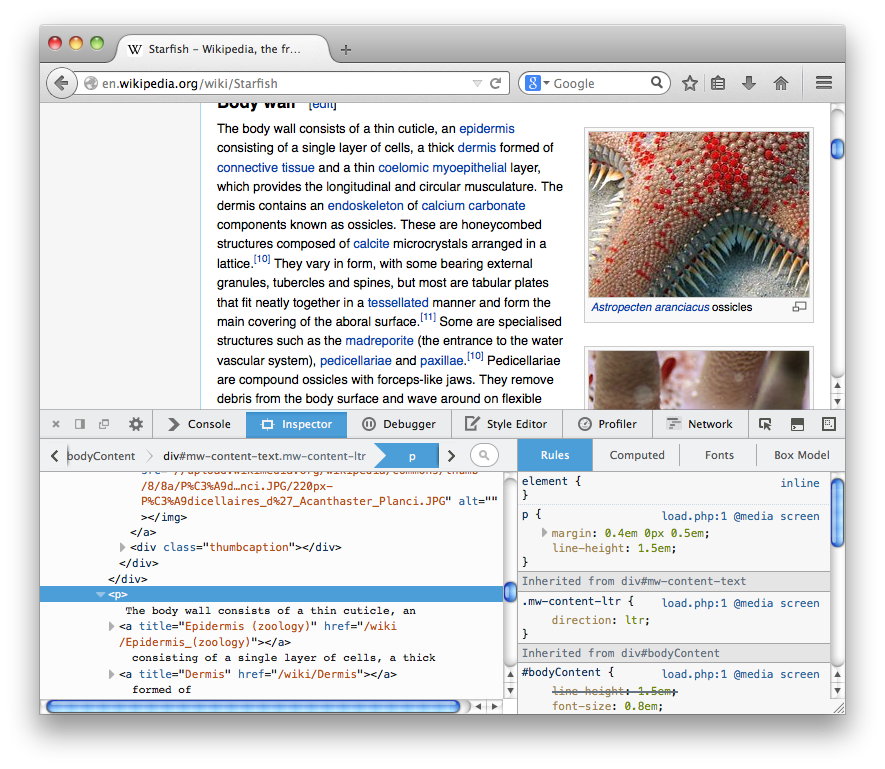 Starfish – Wikipedia, the fr…
en.wikipedia.org/wiki/Starfish
Google
Body wall [edit]
The body wall consists of a thin cuticle, an epidermis
consisting of a single layer of cells, a thick dermis formed of
connective tissue and a thin coelomic myoepithelial layer,
which provides the longitudinal and circular musculature. The
dermis contains an endoskeleton of calcium carbonate
components known as ossicles. These are honeycombed
structures composed of calcite microcrystals arranged in a
lattice.[10] They vary in form, with some bearing external
granules, tubercles and spines, but most are tabular plates
that fit neatly together in a tessellated manner and form the
main covering of the aboral surface.[11] Some are specialised
structures such as the madreporite (the entrance to the water
vascular system), pedicellariae and paxillae.[10] Pedicellariae
are compound ossicles with forceps-like jaws. They remove
debris from the body surface and wave around on flexible
Astropecten aranciacus ossicles
Console Inspector Debugger Style Editor Profiler Network
bodyContent div#mw-content-text.mw-content-ltr p
Rules Computed Fonts Box Model
src="//upload.wikimedia.org/wikipedia/commons/thumb
/8/8a/P%C3%A9d…nci.JPG/220px-
P%C3%A9dicellaires_d%27_Acanthaster_Planci.JPG" alt=""
></img>
</a>
<div class="thumbcaption"></div>
</div>
</div>
<p>
The body wall consists of a thin cuticle, an
<a title="Epidermis (zoology)" href="/wiki
/Epidermis_(zoology)"></a>
consisting of a single layer of cells, a thick
<a title="Dermis" href="/wiki/Dermis"></a>
formed of
element { inline
}
p { load.php:1 @media screen
margin: 0.4em 0px 0.5em;
line-height: 1.5em;
}
Inherited from div#mw-content-text
.mw-content-ltr { load.php:1 @media screen
direction: ltr;
}
Inherited from div#bodyContent
#bodyContent { load.php:1 @media screen
line-height: 1.5em;
font-size: 0.8em;